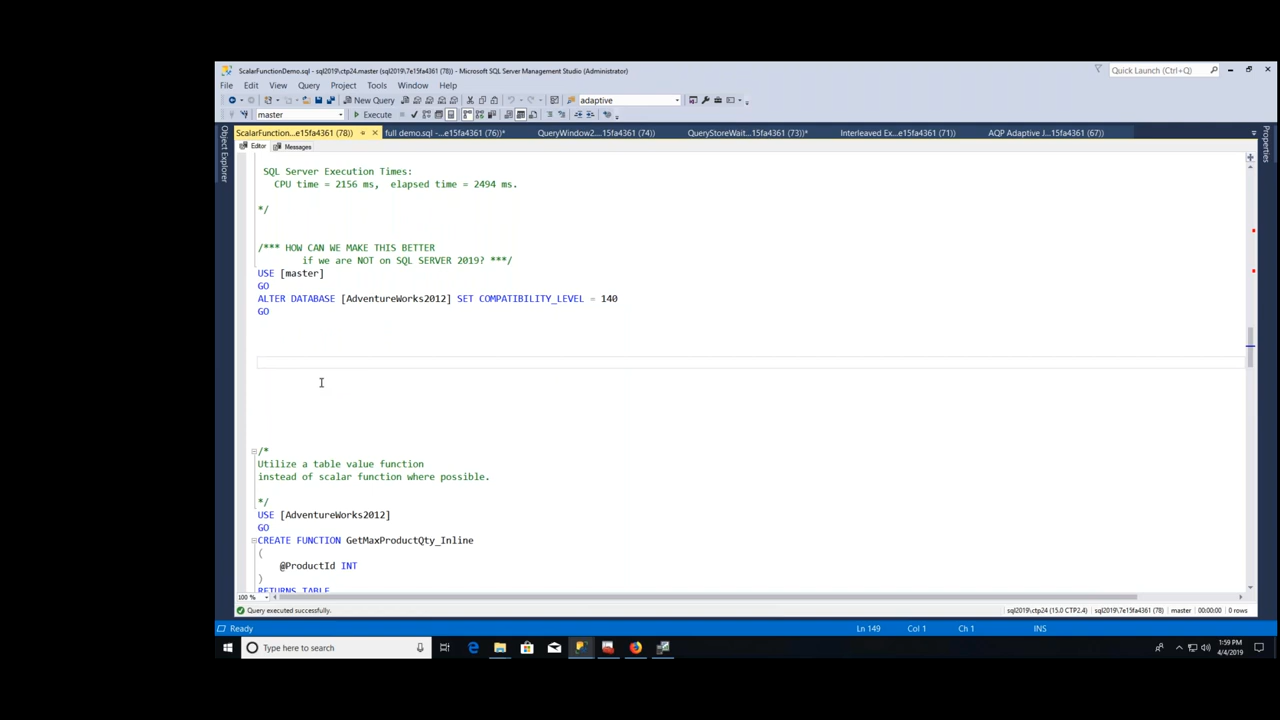 ScalarFunctionDemo.sql - sql2019\ctp24.master (sql2019\7e15fa4361 (78)) - Microsoft SQL Server Management Studio (Administrator)
Quick Launch (Ctrl+Q)
File Edit View Query Project Tools Window Help
New Query
adaptive
master
Execute
ScalarFunction...e15fa4361 (78))
full demo.sql -...e15fa4361 (76))*
QueryWindow2....15fa4361 (74))
QueryStoreWait...15fa4361 (73))*
Interleaved Ex...e15fa4361 (71))
AQP Adaptive J...15fa4361 (67))
Object Explorer
Properties
Editor
Messages
SQL Server Execution Times:
CPU time = 2156 ms, elapsed time = 2494 ms.
*/
/*** HOW CAN WE MAKE THIS BETTER
if we are NOT on SQL SERVER 2019? ***/
USE [master]
GO
ALTER DATABASE [AdventureWorks2012] SET COMPATIBILITY_LEVEL = 140
GO
/*
Utilize a table value function
instead of scalar function where possible.
*/
USE [AdventureWorks2012]
GO
CREATE FUNCTION GetMaxProductQty_Inline
(
@ProductId INT
)
RETURNS TABLE
100 %
Query executed successfully.
sql2019\ctp24 (15.0 CTP2.4)
sql2019\7e15fa4361 (78)
master
00:00:00
0 rows
Ready
Ln 149
Col 1
Ch 1
INS
Type here to search
1:59 PM
4/4/2019